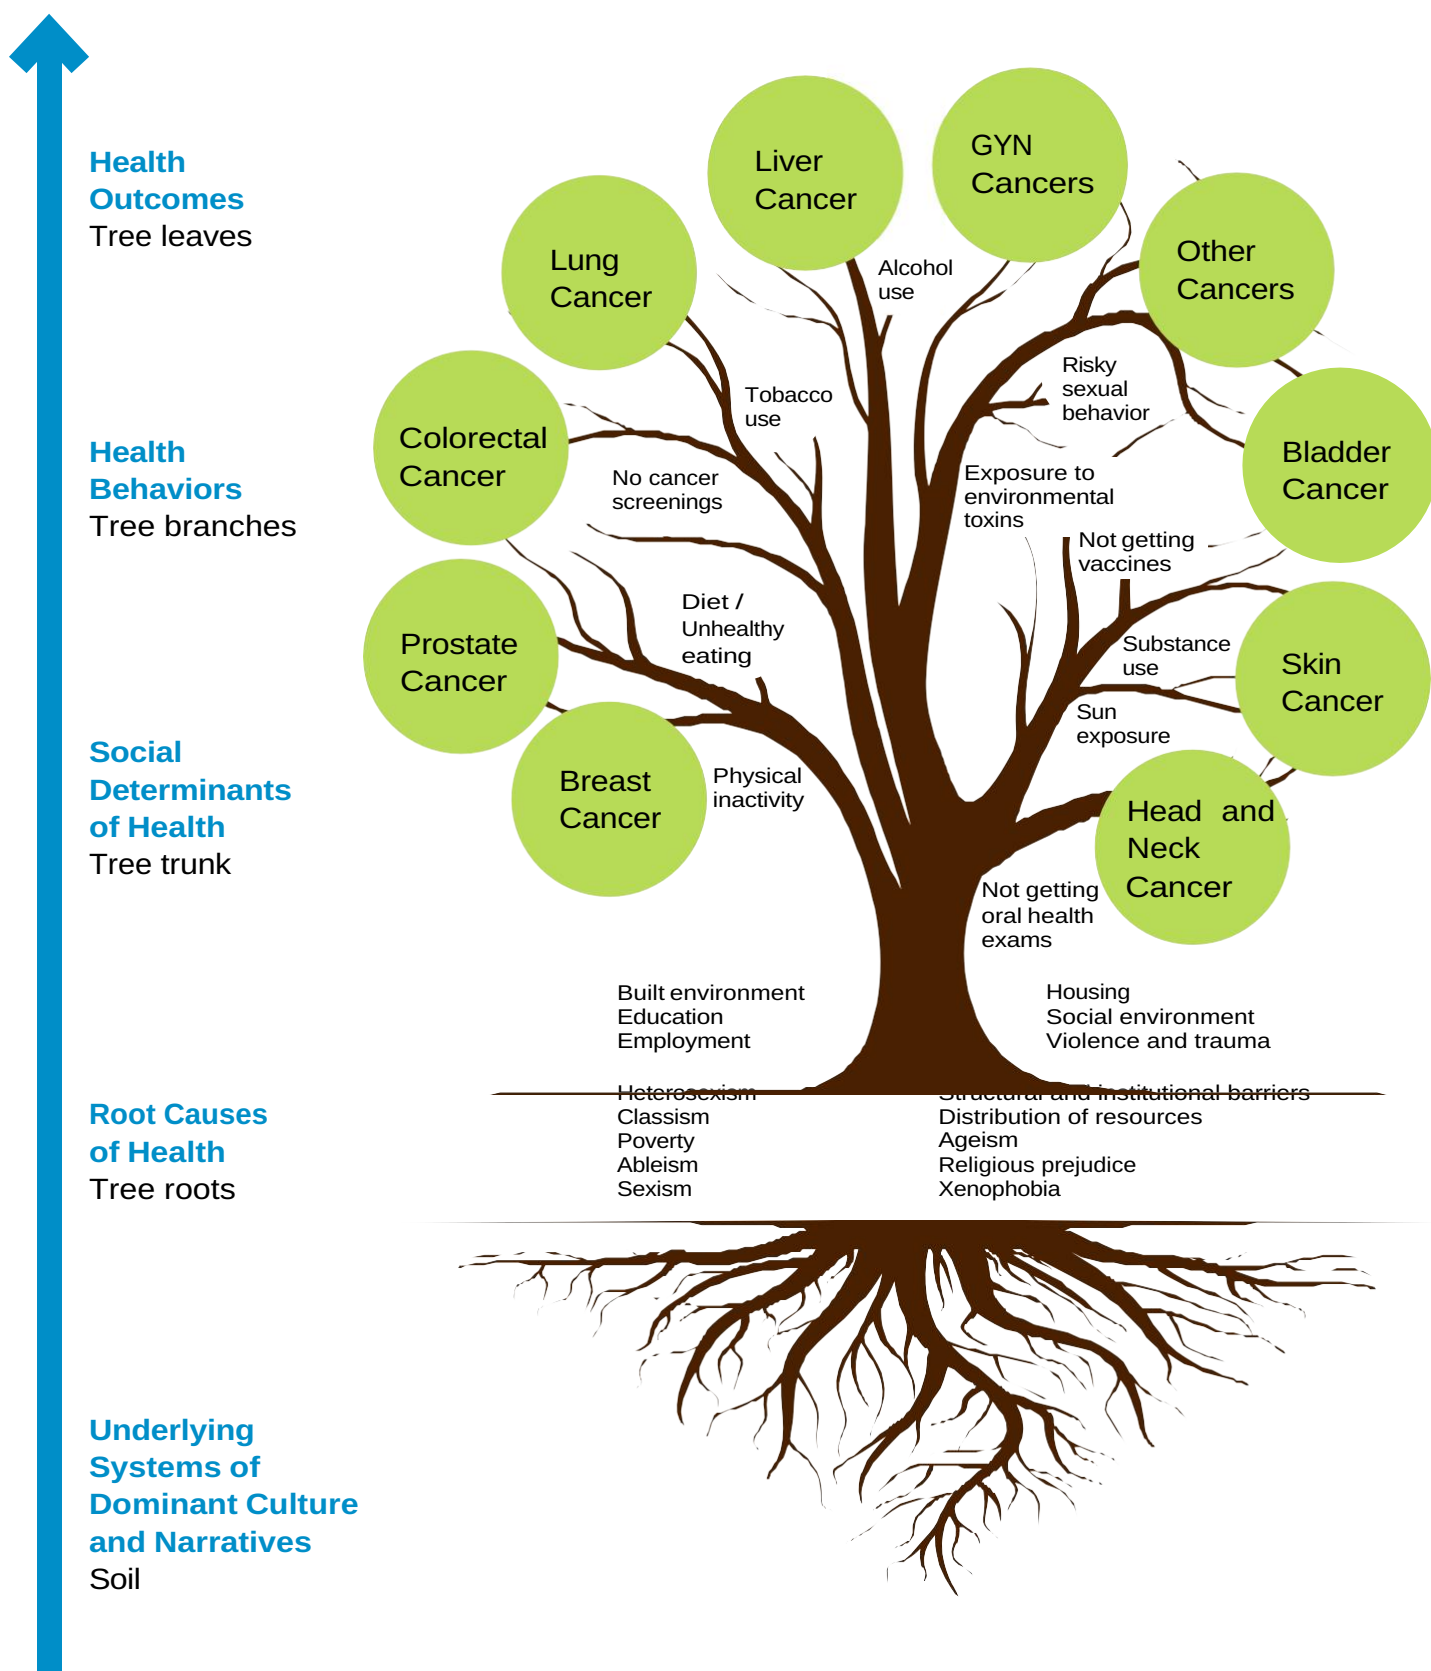 Health
Outcomes
Tree leaves
Health
Behaviors
Tree branches
Social
Determinants
of Health
Tree trunk
Root Causes
of Health
Tree roots
Underlying
Systems of
Dominant Culture
and Narratives
Soil
Liver
Cancer
GYN
Cancers
Lung
Cancer
Other
Cancers
Colorectal
Cancer
Bladder
Cancer
Prostate
Cancer
Skin
Cancer
Breast
Cancer
Head and
Neck
Cancer
Alcohol
use
Tobacco
use
Risky
sexual
behavior
No cancer
screenings
Exposure to
environmental
toxins
Not getting
vaccines
Diet /
Unhealthy
eating
Substance
use
Sun
exposure
Physical
inactivity
Not getting
oral health
exams
Built environment
Education
Employment
Housing
Social environment
Violence and trauma
Heterosexism
Classism
Poverty
Ableism
Sexism
Structural and institutional barriers
Distribution of resources
Ageism
Religious prejudice
Xenophobia